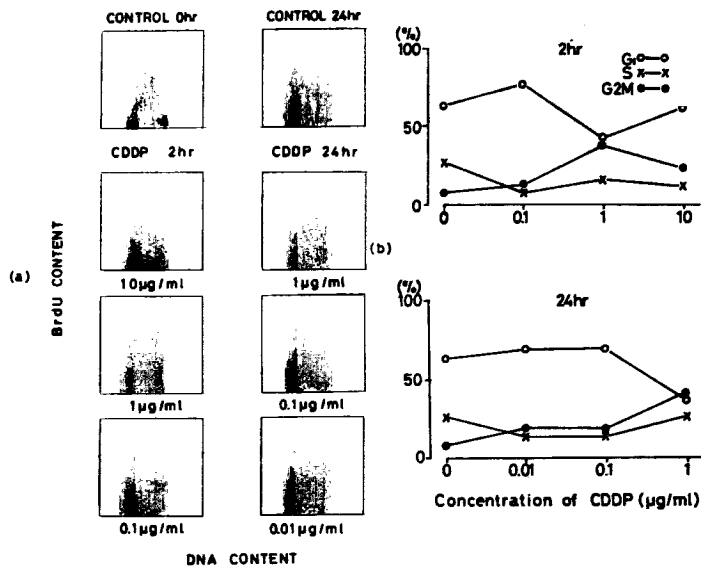 CONTROL 0hr
CONTROL 24hr
CDDP 2hr
CDDP 24hr
10µg/ml
1µg/ml
1µg/ml
0.1µg/ml
0.1µg/ml
0.01µg/ml
(a)
BrdU CONTENT
DNA CONTENT
(b)
(%)
2hr
G₁
S
G2M
100
50
0
0
0.1
1
10
(%)
24hr
100
50
0
0
0.01
0.1
1
Concentration of CDDP (µg/ml)